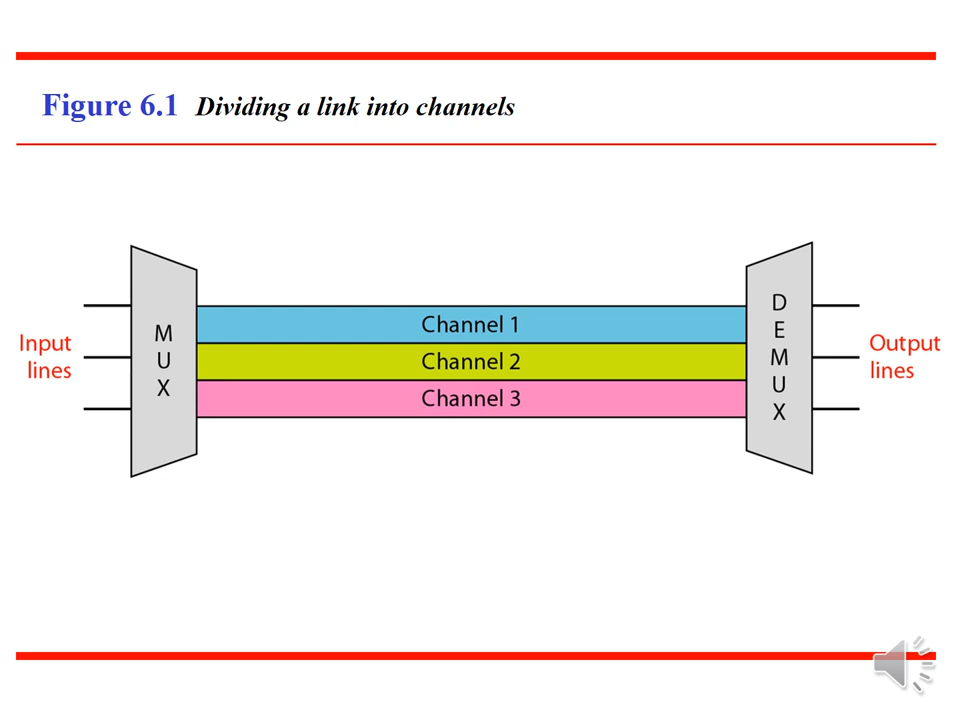 Figure 6.1 Dividing a link into channels
Input
lines
M
U
X
Channel 1
Channel 2
Channel 3
D
E
M
U
X
Output
lines